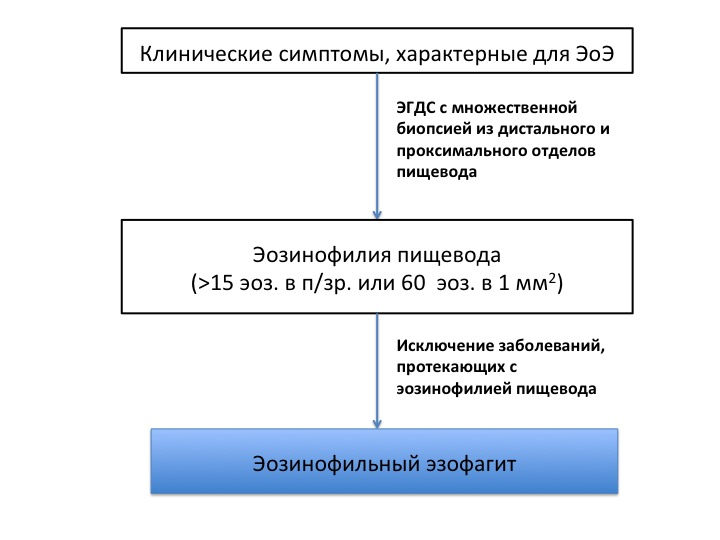 Клинические симптомы, характерные для ЭоЭ
ЭГДС с множественной
биопсией из дистального и
проксимального отделов
пищевода
Эозинофилия пищевода
(>15 эоз. в п/зр. или 60  эоз. в 1 мм²)
Исключение заболеваний,
протекающих с
эозинофилией пищевода
Эозинофильный эзофагит